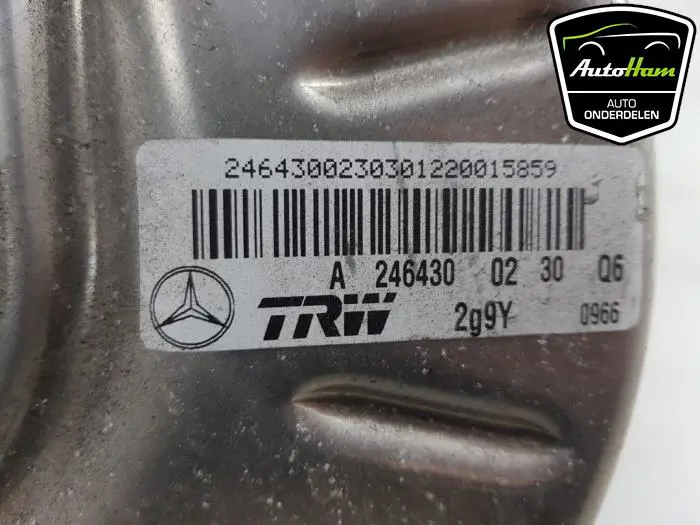 AutoHam
AUTO
ONDERDELEN
2464300230301220015859
A 246430 02 30 Q6
TRW 2g9Y 0966